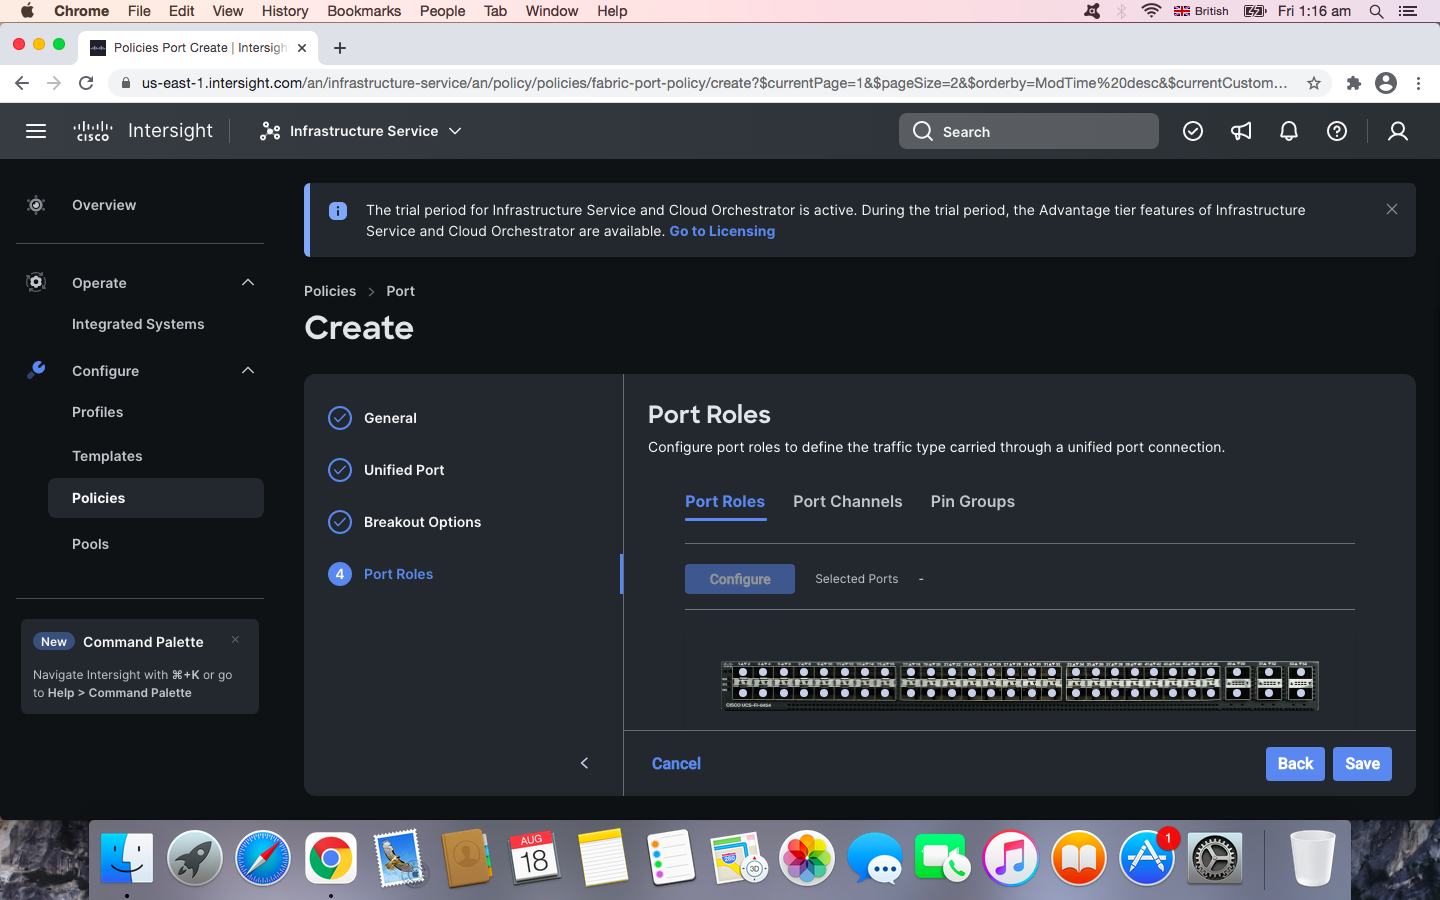 Chrome File Edit View History Bookmarks People Tab Window Help British Fri 1:16 am
Policies Port Create | Intersigh
us-east-1.intersight.com/an/infrastructure-service/an/policy/policies/fabric-port-policy/create?$currentPage=1&$pageSize=2&$orderby=ModTime%20desc&$currentCustom...
CISCO Intersight Infrastructure Service Search
Overview
Operate
Integrated Systems
Configure
Profiles
Templates
Policies
Pools
New Command Palette
Navigate Intersight with ⌘+K or go
to Help > Command Palette
The trial period for Infrastructure Service and Cloud Orchestrator is active. During the trial period, the Advantage tier features of Infrastructure
Service and Cloud Orchestrator are available. Go to Licensing
Policies > Port
Create
General
Unified Port
Breakout Options
4 Port Roles
Port Roles
Configure port roles to define the traffic type carried through a unified port connection.
Port Roles Port Channels Pin Groups
Configure Selected Ports -
CISCO UCS-FI-6454
Cancel Back Save
AUG
18
280
3D
1